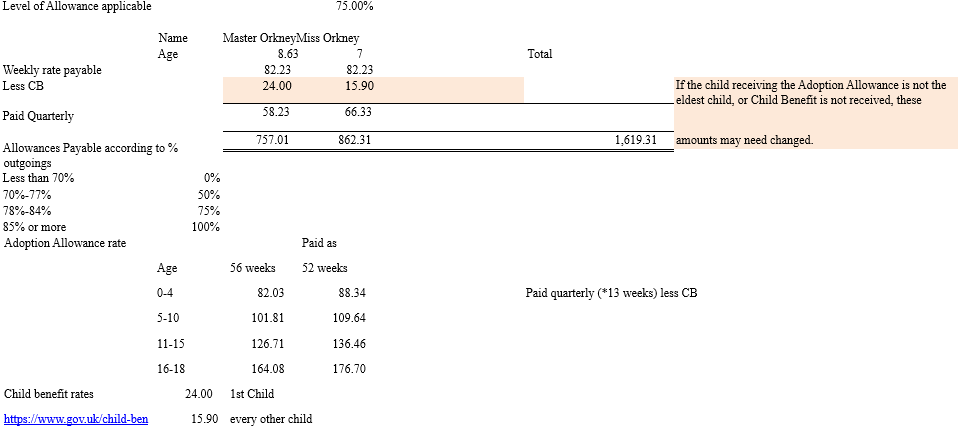 Level of Allowance applicable 75.00%
Name Master Orkney Miss Orkney
Age 8.63 7 Total
Weekly rate payable 82.23 82.23
Less CB 24.00 15.90 If the child receiving the Adoption Allowance is not the
eldest child, or Child Benefit is not received, these
Paid Quarterly 58.23 66.33
757.01 862.31 1,619.31 amounts may need changed.
Allowances Payable according to %
outgoings
Less than 70% 0%
70%-77% 50%
78%-84% 75%
85% or more 100%
Adoption Allowance rate Paid as
Age 56 weeks 52 weeks
0-4 82.03 88.34 Paid quarterly (*13 weeks) less CB
5-10 101.81 109.64
11-15 126.71 136.46
16-18 164.08 176.70
Child benefit rates 24.00 1st Child
https://www.gov.uk/child-ben 15.90 every other child